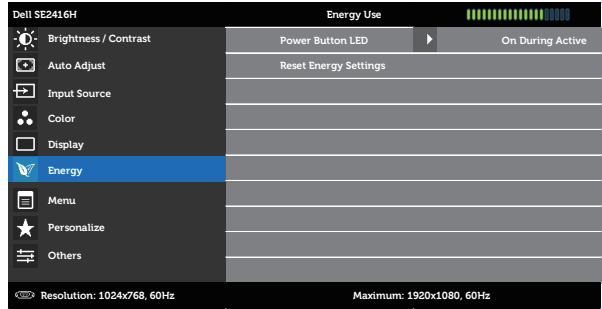 Dell SE2416H Energy Use
Brightness / Contrast Power Button LED On During Active
Auto Adjust Reset Energy Settings
Input Source
Color
Display
Energy
Menu
Personalize
Others
Resolution: 1024x768, 60Hz Maximum: 1920x1080, 60Hz